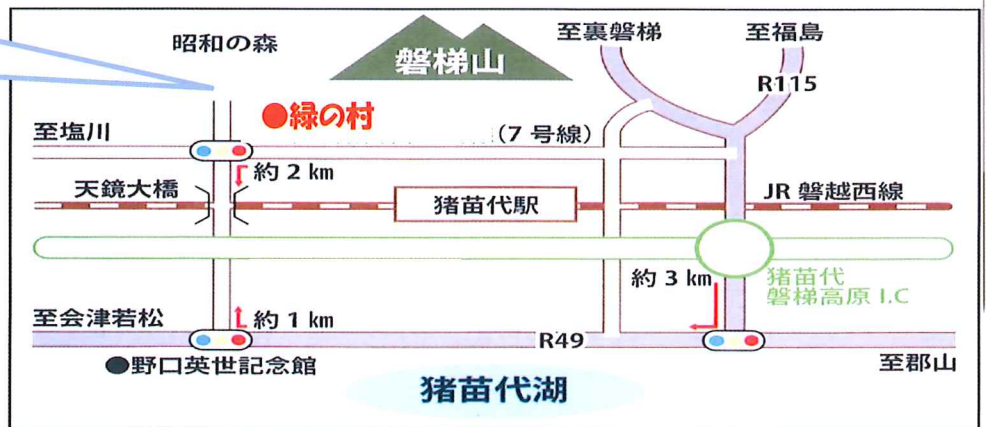 昭和の森
磐梯山
至裏磐梯
至福島
R115
●緑の村
至塩川
(7 号線)
約 2 km
天鏡大橋
猪苗代駅
JR 磐越西線
約 3 km
猪苗代
磐梯高原 I.C
至会津若松
約 1 km
R49
●野口英世記念館
至郡山
猪苗代湖